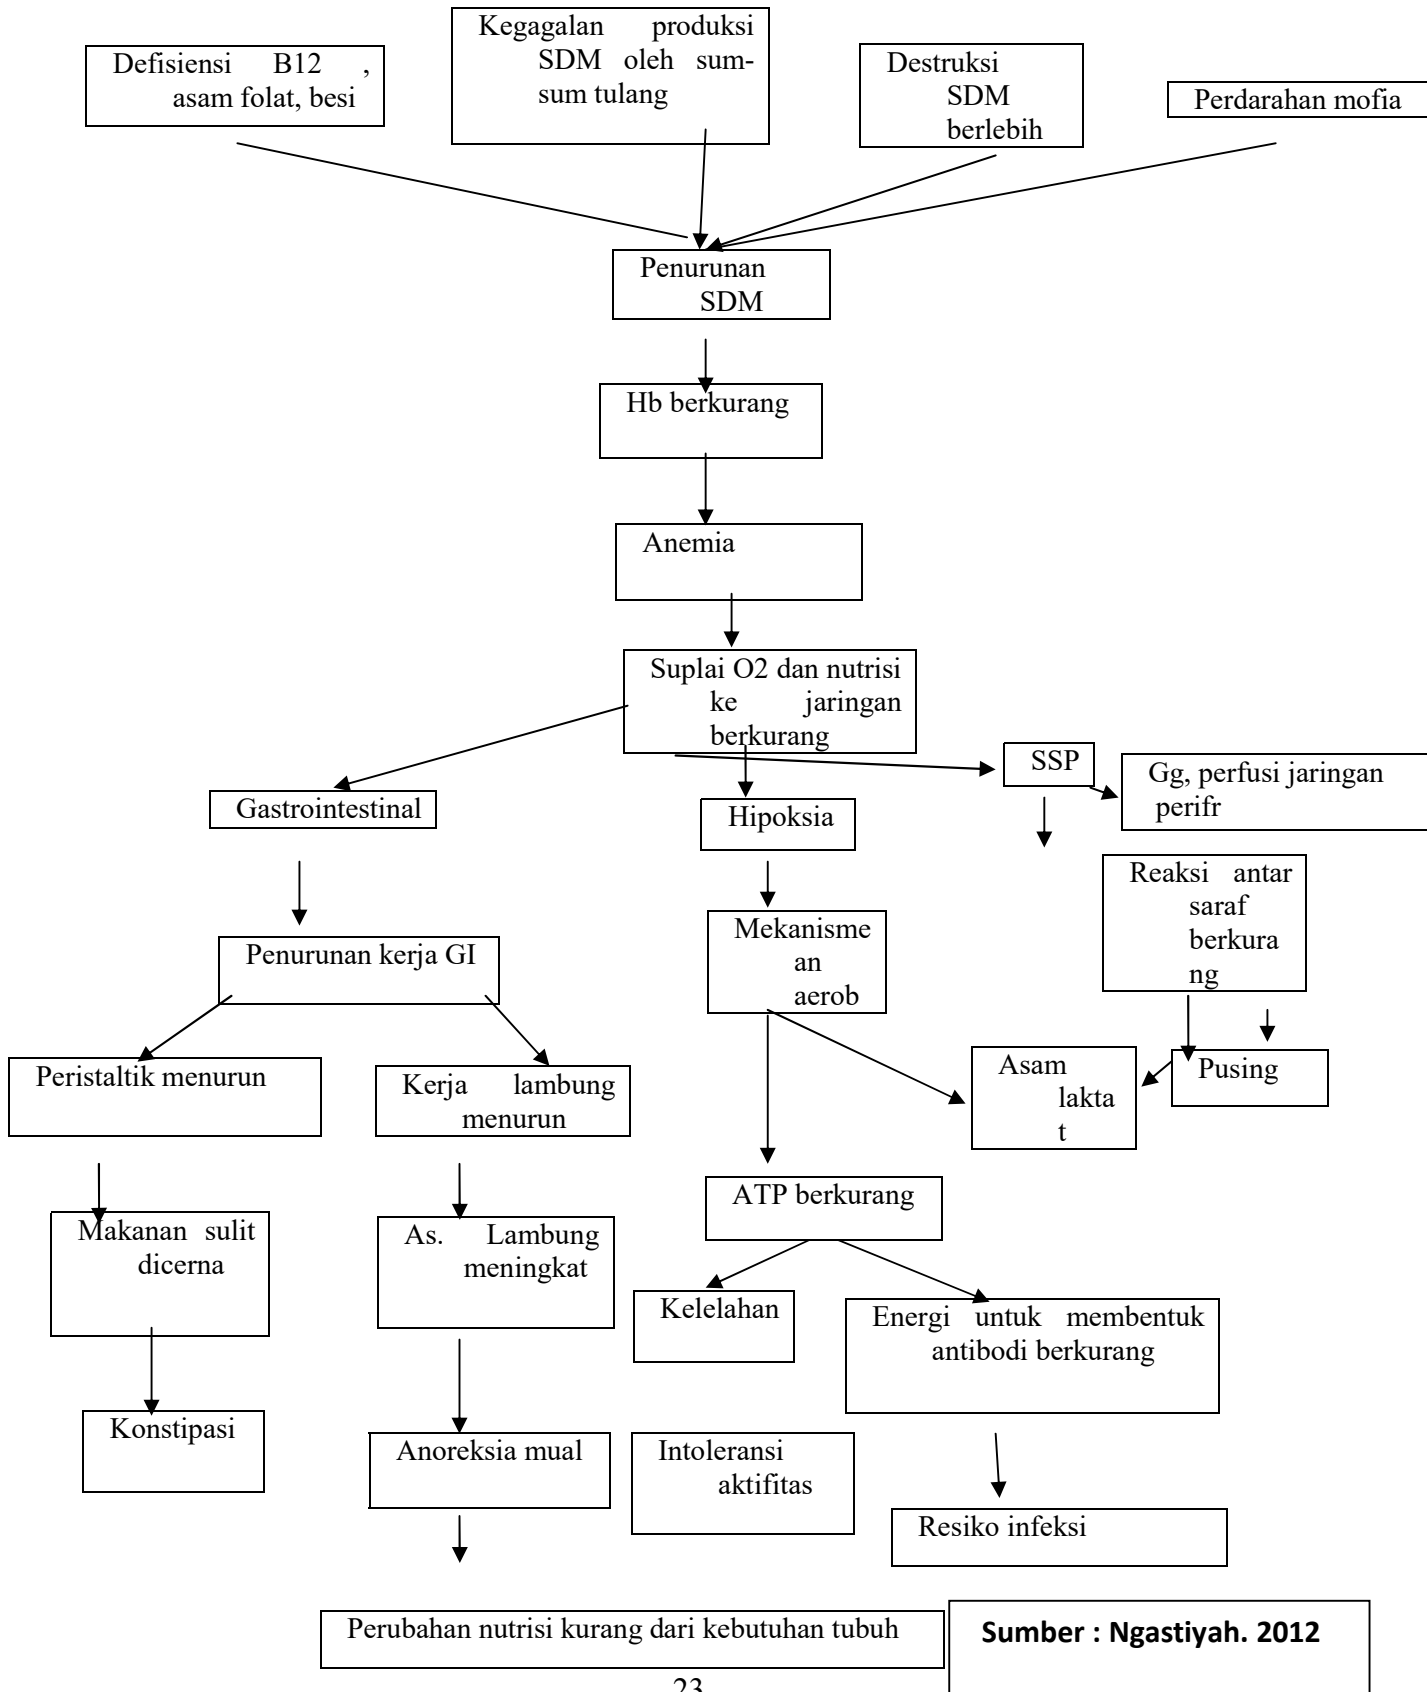 Defisiensi B12 ,
asam folat, besi
Kegagalan produksi
SDM oleh sum-
sum tulang
Destruksi
SDM
berlebih
Perdarahan mofia
Penurunan
SDM
Hb berkurang
Anemia
Suplai O2 dan nutrisi
ke jaringan
berkurang
SSP
Gg, perfusi jaringan
perifr
Gastrointestinal
Hipoksia
Reaksi antar
saraf
berkura
ng
Penurunan kerja GI
Mekanisme
an
aerob
Peristaltik menurun
Kerja lambung
menurun
Asam
lakta
t
Pusing
ATP berkurang
Makanan sulit
dicerna
As. Lambung
meningkat
Kelelahan
Energi untuk membentuk
antibodi berkurang
Konstipasi
Anoreksia mual
Intoleransi
aktifitas
Resiko infeksi
Perubahan nutrisi kurang dari kebutuhan tubuh
Sumber : Ngastiyah. 2012
23